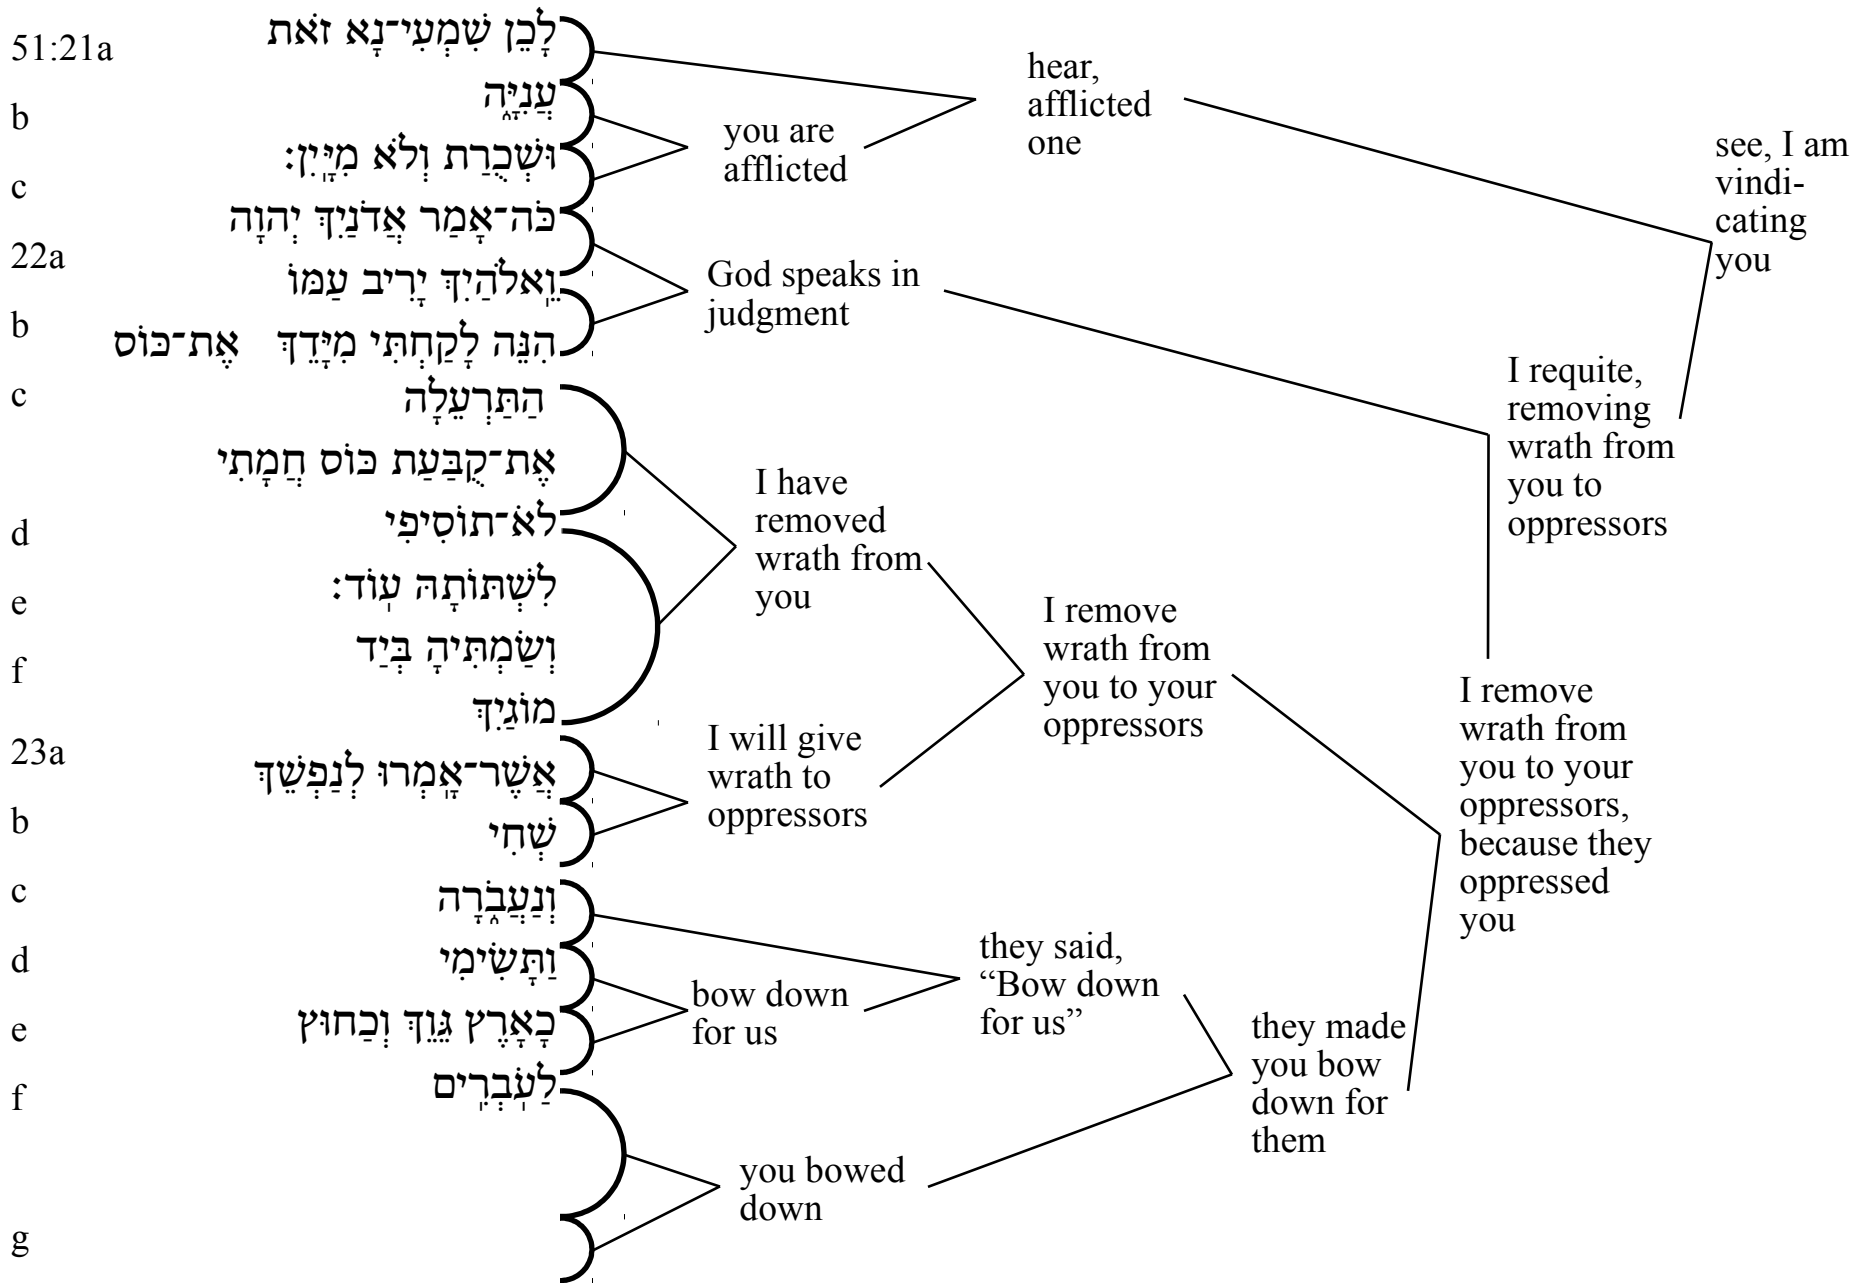 51:21a
b
c
22a
b
c
d
e
f
23a
b
c
d
e
f
g
לָכֵן שִׁמְעִי־נָא זֹאת
עֲנִיָּ֑ה
וּשְׁכֻרַת וְלֹא מִיָּֽיִן׃
כֹּה־אָמַר אֲדֹנַיִךְ יְהוָה
וֵאלֹהַיִךְ יָרִיב עַמּוֹ
הִנֵּה לָקַחְתִּי מִיָּדֵךְ אֶת־כּוֹס
הַתַּרְעֵלָה
אֶת־קֻבַּעַת כּוֹס חֲמָתִי
לֹא־תוֹסִיפִי
לִשְׁתּוֹתָהּ עֽוֹד׃
וְשַׂמְתִּיהָ בְּיַד
מוֹגַיִךְ
אֲשֶׁר־אָמְרוּ לְנַפְשֵׁךְ
שְׁחִי
וְנַעֲבֹ֑רָה
וַתָּשִׂימִי
כָאָרֶץ גֵּוֵךְ וְכַחוּץ
לַעֹבְרִֽים
you are
afflicted
hear,
afflicted
one
see, I am
vindi-
cating
you
God speaks in
judgment
I requite,
removing
wrath from
you to
oppressors
I have
removed
wrath from
you
I remove
wrath from
you to your
oppressors
I will give
wrath to
oppressors
I remove
wrath from
you to your
oppressors,
because they
oppressed
you
bow down
for us
they said,
“Bow down
for us”
they made
you bow
down for
them
you bowed
down